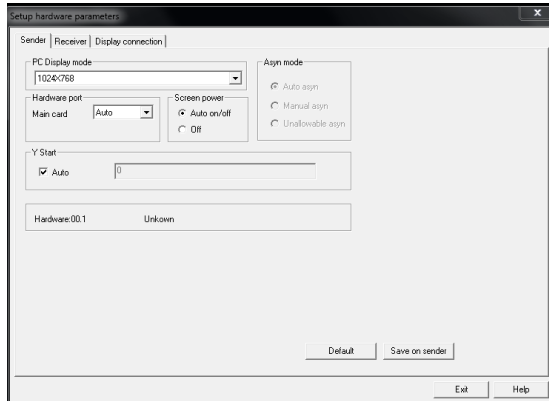 Setup hardware parameters
x
Sender Receiver Display connection
PC Display mode
1024X768
Asyn mode
Auto asyn
Manual asyn
Unallowable asyn
Hardware port
Main card Auto
Screen power
Auto on/off
Off
Y Start
Auto 0
Hardware:00.1 Unkown
Default Save on sender
Exit Help